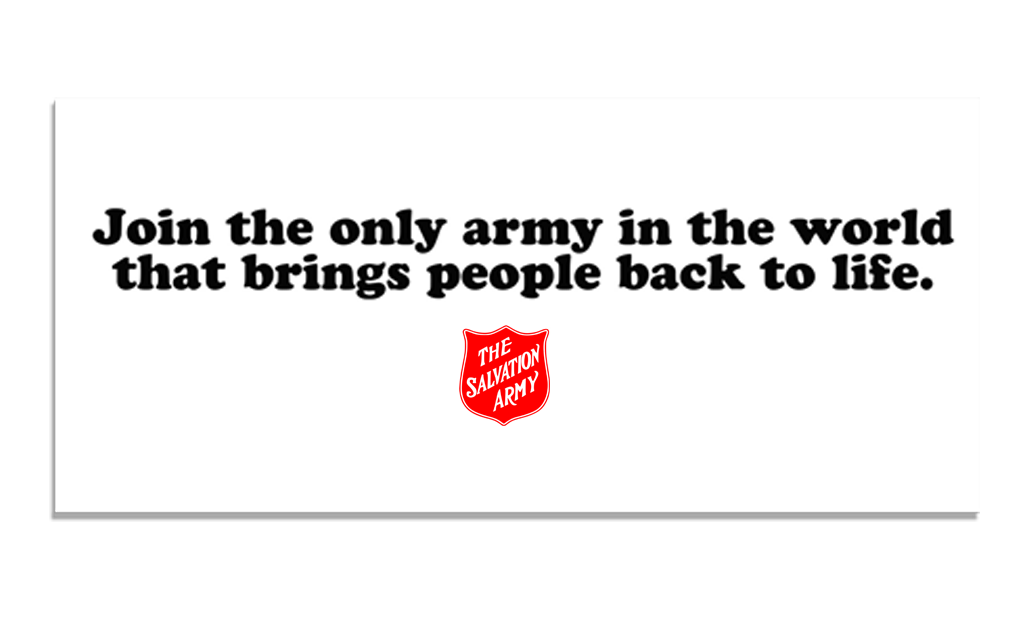 Join the only army in the world
that brings people back to life.
THE
SALVATION
ARMY